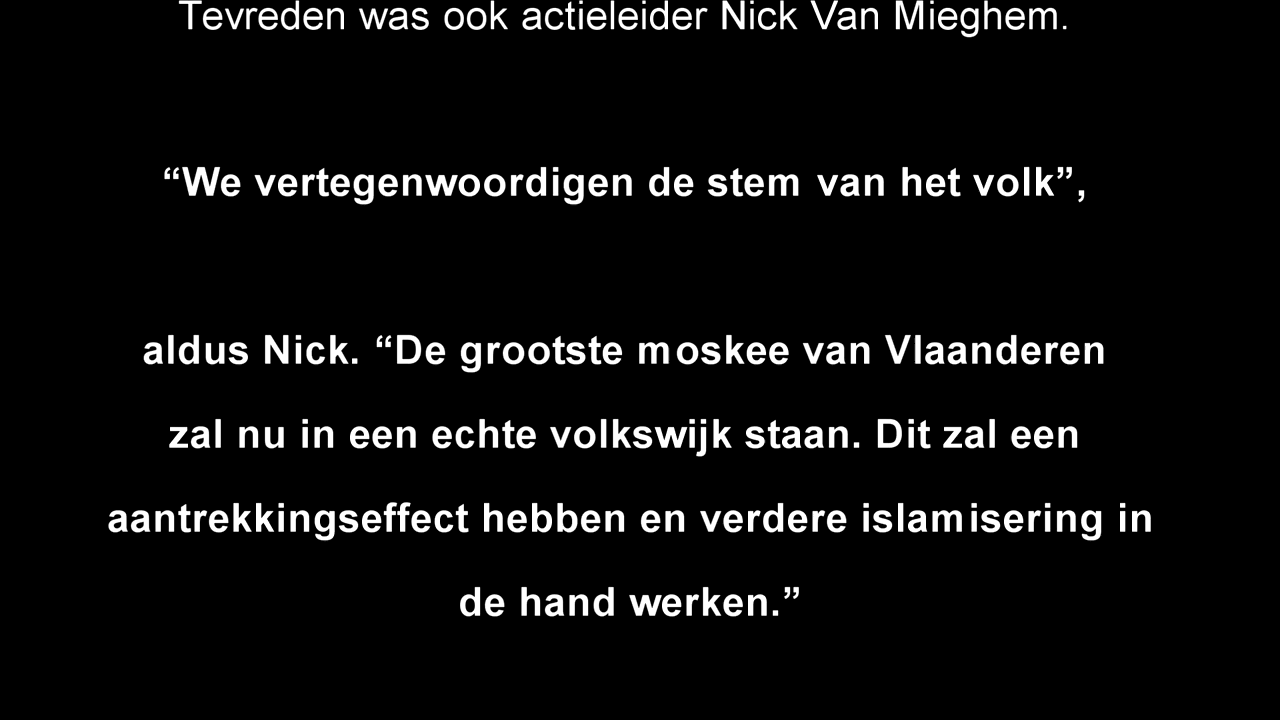 Tevreden was ook actieleider Nick Van Mieghem.
“We vertegenwoordigen de stem van het volk”,
aldus Nick. “De grootste moskee van Vlaanderen
zal nu in een echte volkswijk staan. Dit zal een
aantrekkingseffect hebben en verdere islamisering in
de hand werken.”